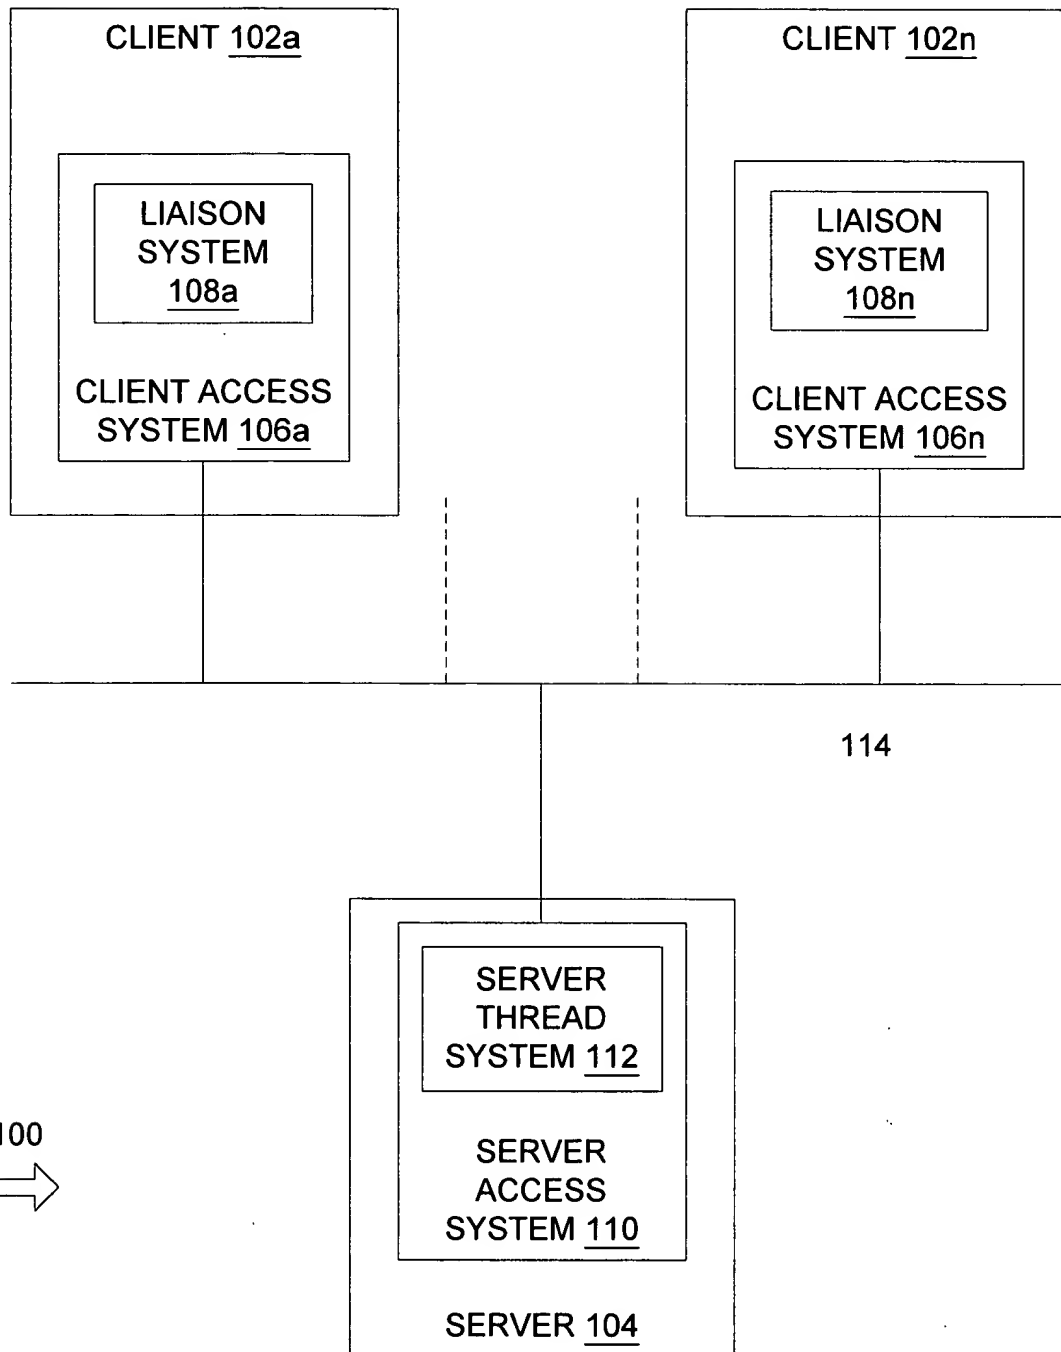 CLIENT 102a
LIAISON
SYSTEM
108a
CLIENT ACCESS
SYSTEM 106a
CLIENT 102n
LIAISON
SYSTEM
108n
CLIENT ACCESS
SYSTEM 106n
114
SERVER
THREAD
SYSTEM 112
SERVER
ACCESS
SYSTEM 110
SERVER 104
100